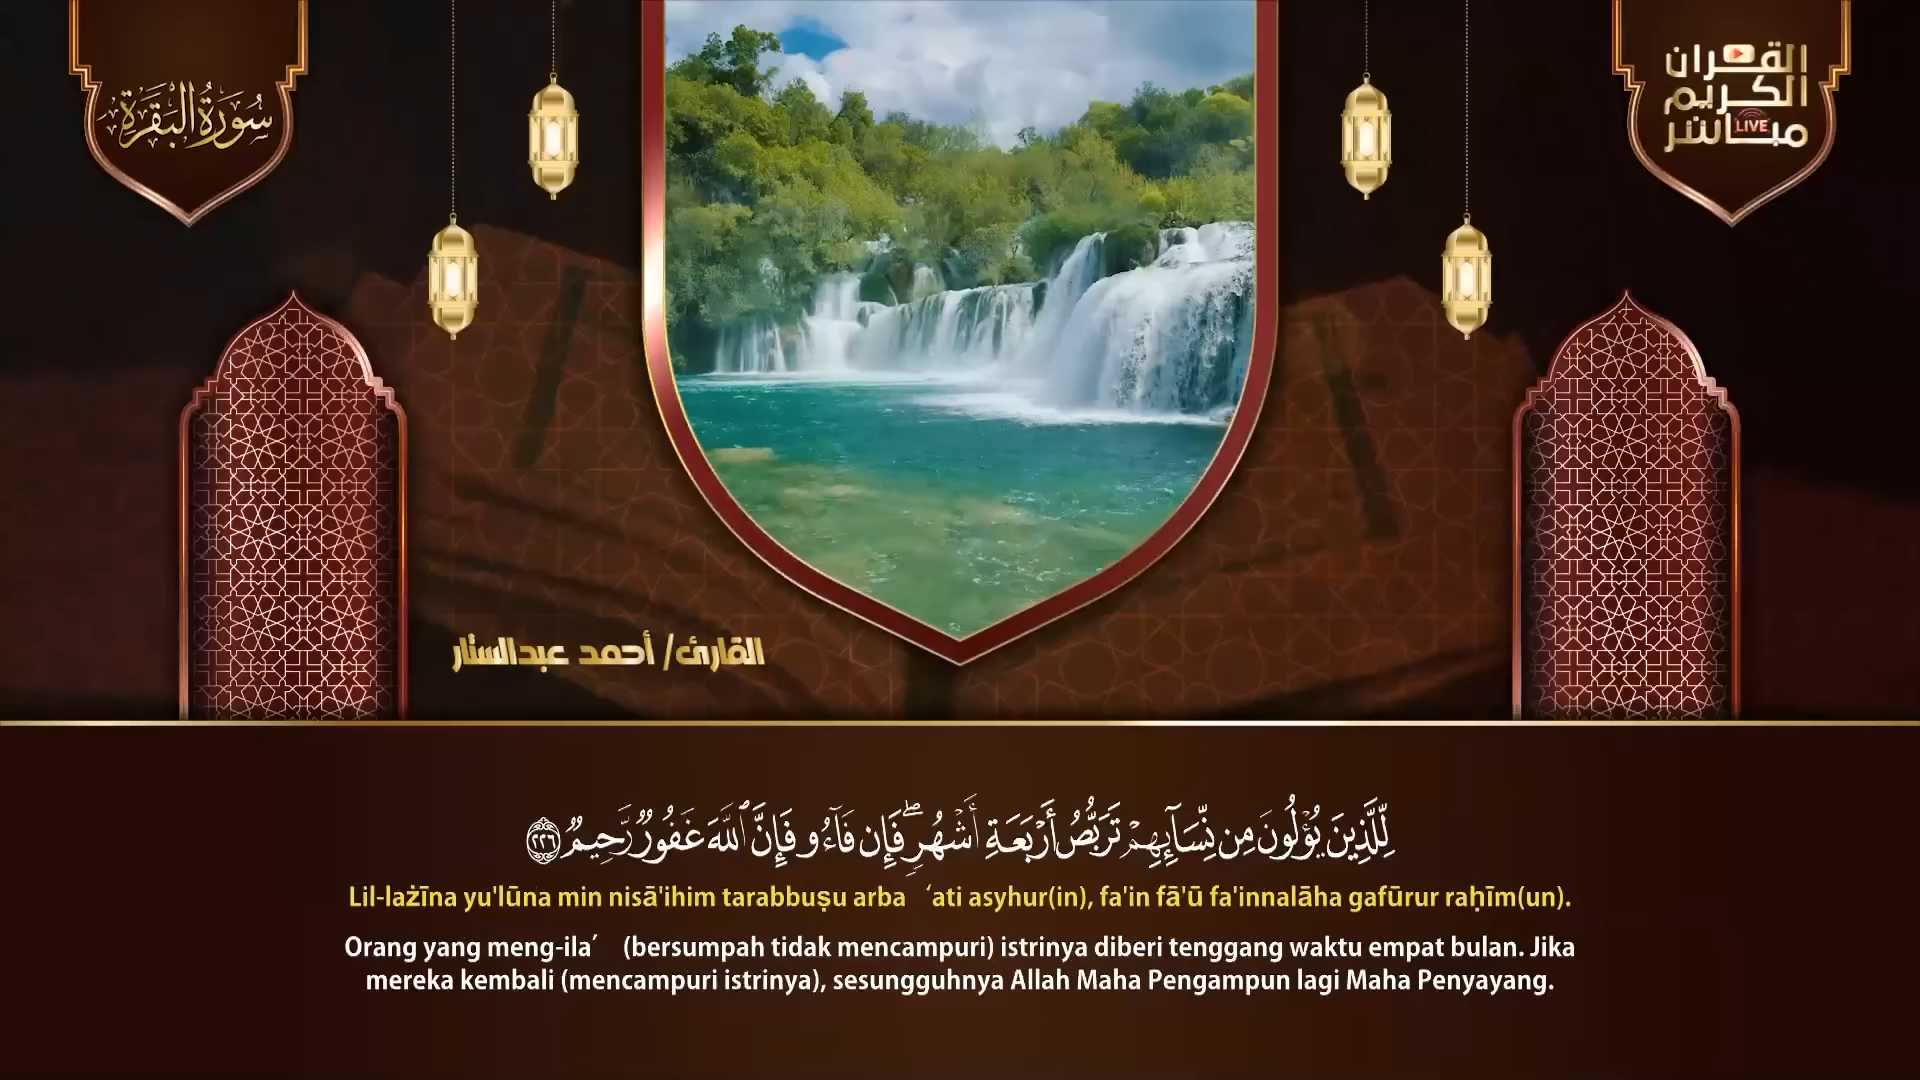 سُورَةُ البَقَرَةِ
القرآن
الكريم
مباشر
LIVE
القارئ/ أحمد عبدالستار
لِّلَّذِينَ يُؤْلُونَ مِن نِّسَآئِهِمْ تَرَبُّصُ أَرْبَعَةِ أَشْهُرٍۖ فَإِن فَآءُو فَإِنَّ ٱللَّهَ غَفُورٌ رَّحِيمٌ ٢٢٦
Lil-lażīna yu'lūna min nisā'ihim tarabbuṣu arba‘ati asyhur(in), fa'in fā'ū fa'innalāha gafūrur raḥīm(un).
Orang yang meng-ila′ (bersumpah tidak mencampuri) istrinya diberi tenggang waktu empat bulan. Jika
mereka kembali (mencampuri istrinya), sesungguhnya Allah Maha Pengampun lagi Maha Penyayang.